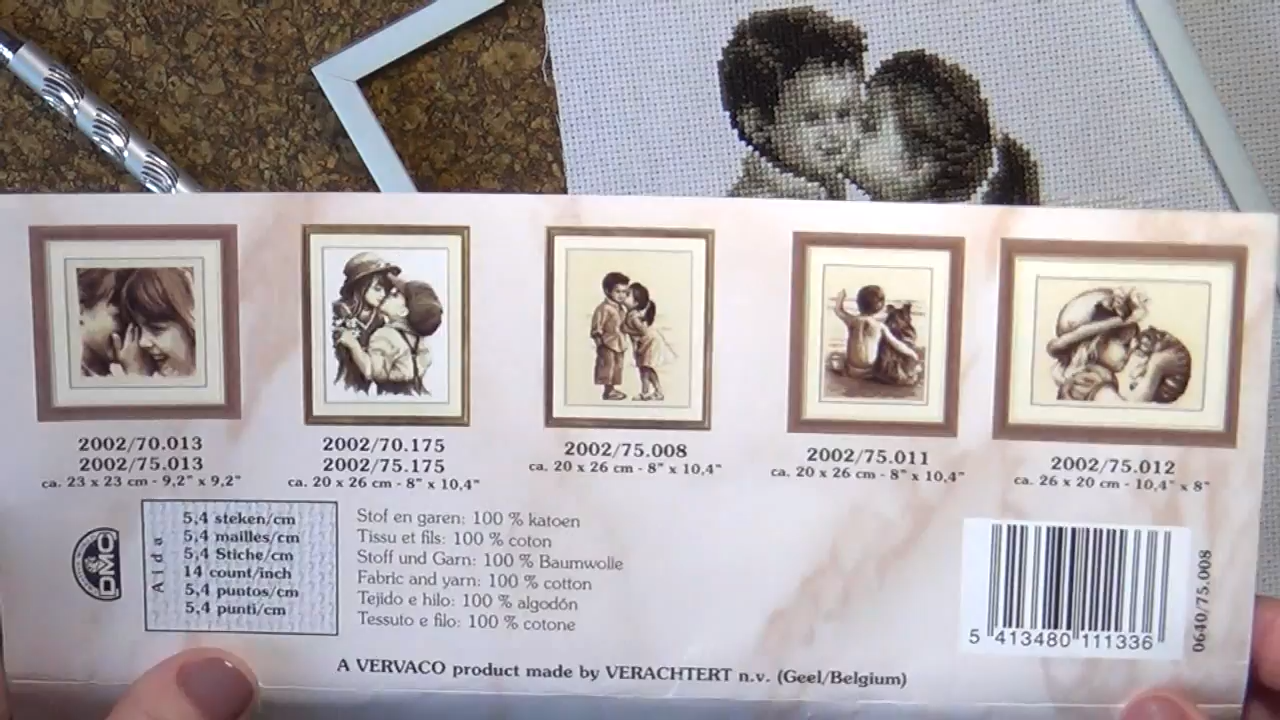 2002/70.013
2002/75.013
ca. 23 x 23 cm - 9,2" x 9,2"
2002/70.175
2002/75.175
ca. 20 x 26 cm - 8" x 10,4"
2002/75.008
ca. 20 x 26 cm - 8" x 10,4"
2002/75.011
ca. 20 x 26 cm - 8" x 10,4"
2002/75.012
ca. 26 x 20 cm - 10,4" x 8"
DMC
Aida
5,4 steken/cm
5,4 mailles/cm
5,4 Stiche/cm
14 count/inch
5,4 puntos/cm
5,4 punti/cm
Stof en garen: 100 % katoen
Tissu et fils: 100 % coton
Stoff und Garn: 100 % Baumwolle
Fabric and yarn: 100 % cotton
Tejido e hilo: 100 % algodón
Tessuto e filo: 100 % cotone
5 413480 111336
0640/75.008
A VERVACO product made by VERACHTERT n.v. (Geel/Belgium)